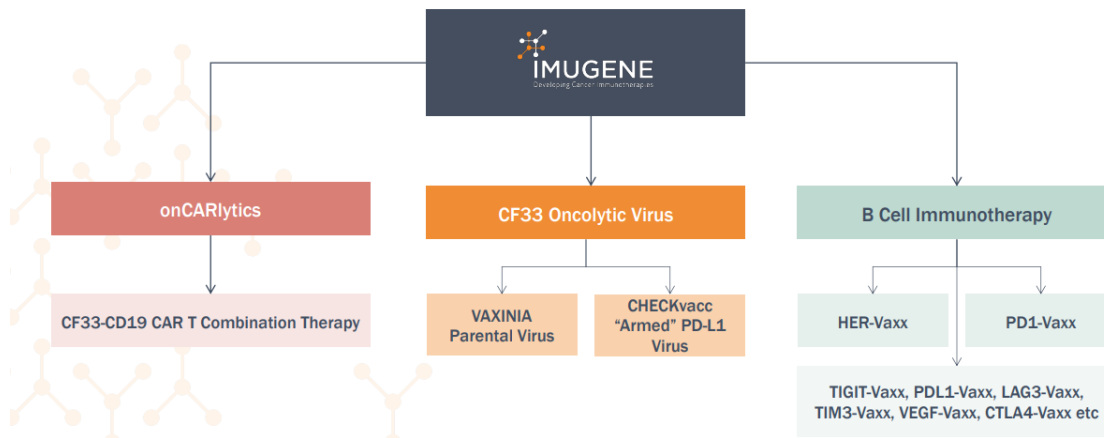 IMUGENE
Developing Cancer Immunotherapies
onCARlytics
CF33 Oncolytic Virus
B Cell Immunotherapy
CF33-CD19 CAR T Combination Therapy
VAXINIA
Parental Virus
CHECKvacc
“Armed” PD-L1
Virus
HER-Vaxx
PD1-Vaxx
TIGIT-Vaxx, PDL1-Vaxx, LAG3-Vaxx,
TIM3-Vaxx, VEGF-Vaxx, CTLA4-Vaxx etc